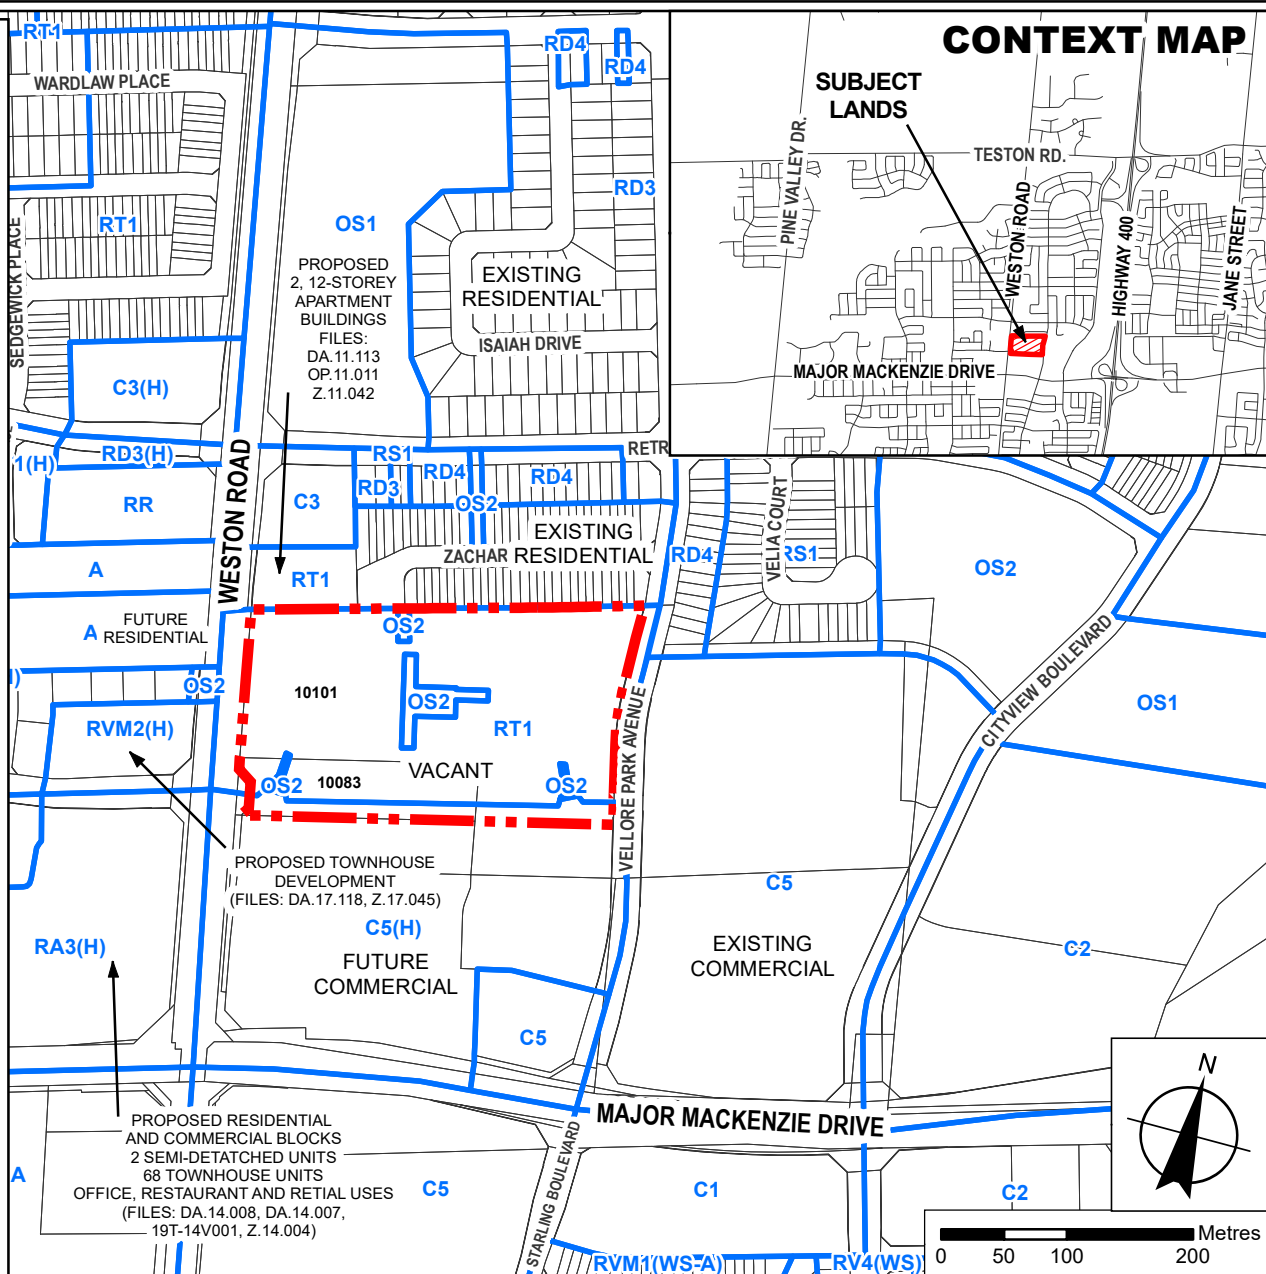 CONTEXT MAP
SUBJECT
LANDS
PINE VALLEY DR.
TESTON RD.
WESTON ROAD
HIGHWAY 400
JANE STREET
MAJOR MACKENZIE DRIVE
RT1
WARDLAW PLACE
RT1
SEDGEWICK PLACE
C3(H)
OS1
PROPOSED
2, 12-STOREY
APARTMENT
BUILDINGS
FILES:
DA.11.113
OP.11.011
Z.11.042
RD4
RD4
RD3
EXISTING
RESIDENTIAL
ISAIAH DRIVE
1(H)
RD3(H)
RR
A
A
FUTURE
RESIDENTIAL
WESTON ROAD
C3
RS1
RD3
RD4
OS2
RD4
RETR
EXISTING
RESIDENTIAL
ZACHAR
RT1
RD4
VELIA COURT
RS1
OS2
OS1
CITYVIEW BOULEVARD
)
OS2
RVM2(H)
OS2
10101
OS2
RT1
VACANT
10083
OS2
OS2
VELLORE PARK AVENUE
PROPOSED TOWNHOUSE
DEVELOPMENT
(FILES: DA.17.118, Z.17.045)
C5(H)
FUTURE
COMMERCIAL
RA3(H)
C5
EXISTING
COMMERCIAL
C2
C5
MAJOR MACKENZIE DRIVE
PROPOSED RESIDENTIAL
AND COMMERCIAL BLOCKS
2 SEMI-DETATCHED UNITS
68 TOWNHOUSE UNITS
OFFICE, RESTAURANT AND RETIAL USES
(FILES: DA.14.008, DA.14.007,
19T-14V001, Z.14.004)
A
C5
STARLING BOULEVARD
C1
C2
RVM1(WS-A)
RV4(WS)
N
Metres
0 50 100 200